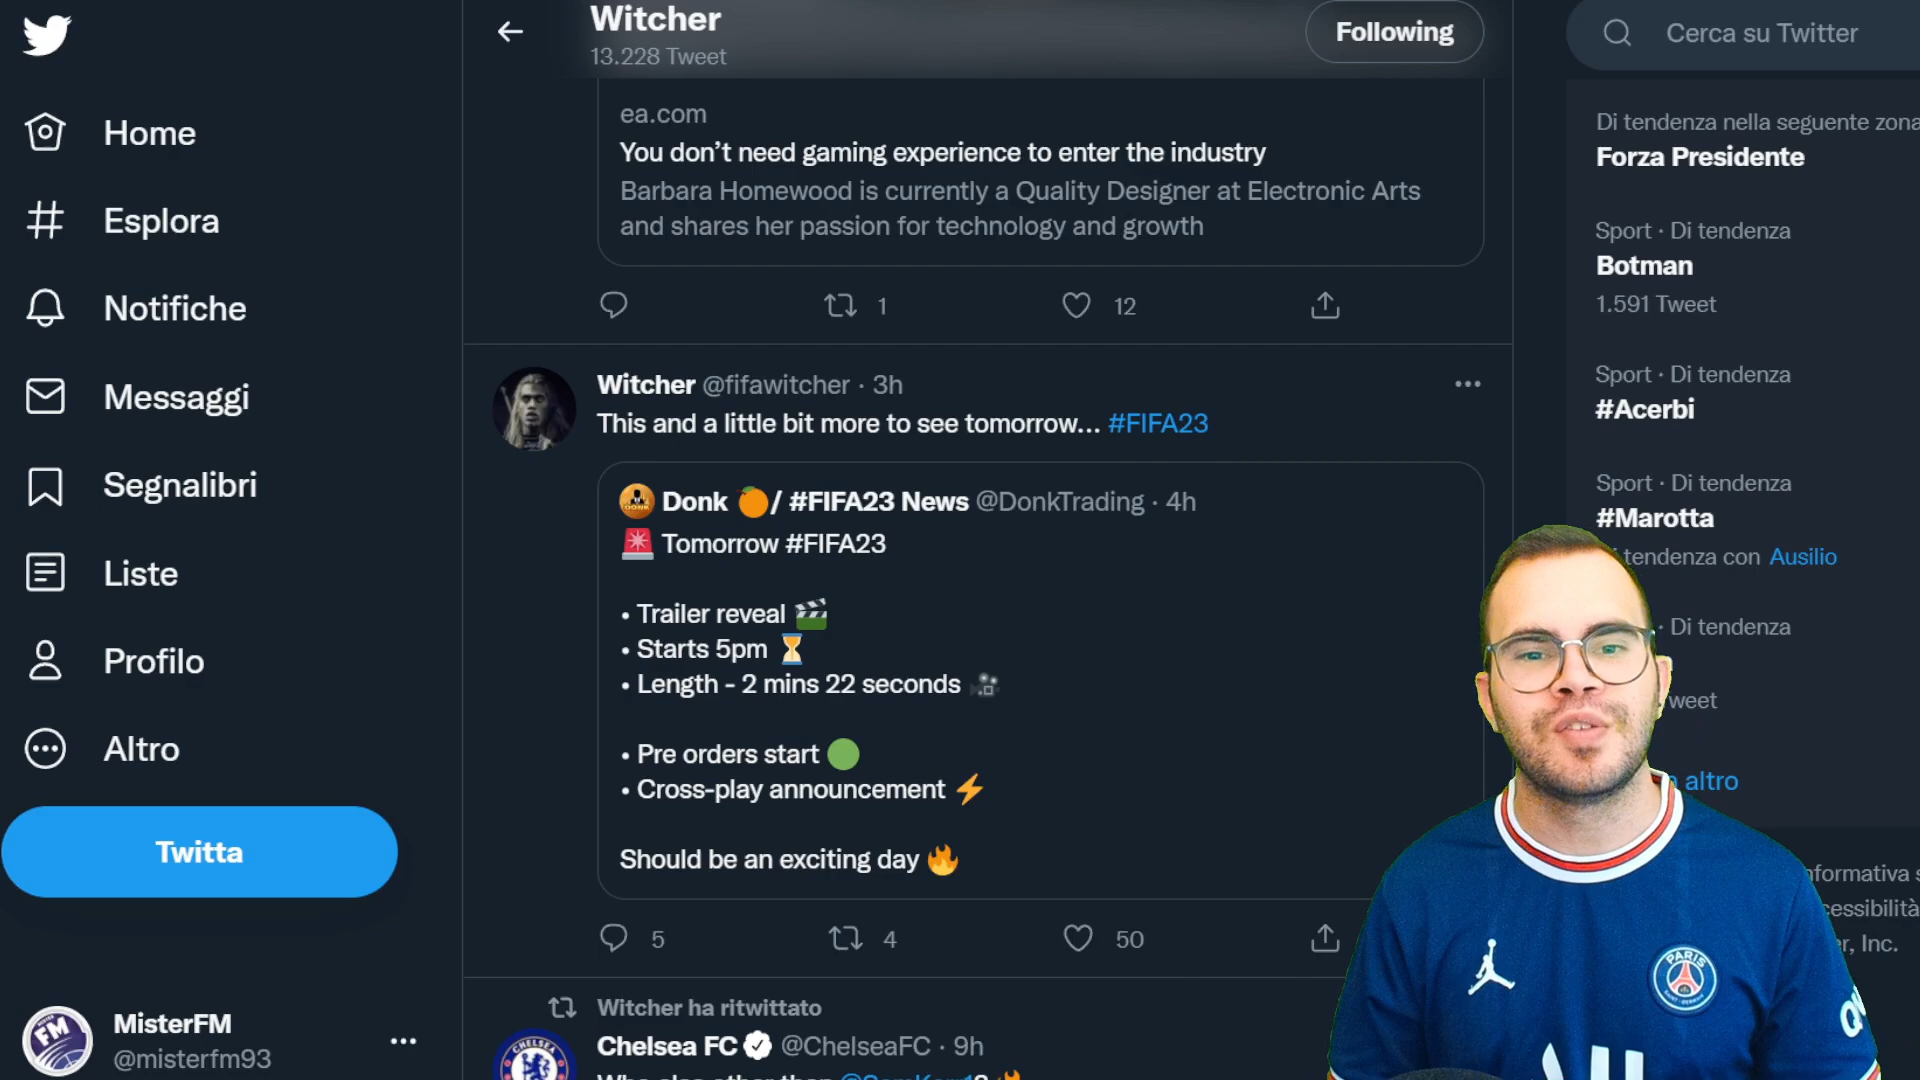 Witcher
13.228 Tweet
Following
Cerca su Twitter
Home
Esplora
Notifiche
Messaggi
Segnalibri
Liste
Profilo
Altro
Twitta
MisterFM
@misterfm93
ea.com
You don’t need gaming experience to enter the industry
Barbara Homewood is currently a Quality Designer at Electronic Arts
and shares her passion for technology and growth
1
12
Witcher @fifawitcher · 3h
This and a little bit more to see tomorrow... #FIFA23
Donk 🍊/ #FIFA23 News @DonkTrading · 4h
🚨 Tomorrow #FIFA23
• Trailer reveal 🎬
• Starts 5pm ⏳
• Length - 2 mins 22 seconds 🎥
• Pre orders start 🟢
• Cross-play announcement ⚡
Should be an exciting day 🔥
5
4
50
Witcher ha ritwittato
Chelsea FC @ChelseaFC · 9h
Di tendenza nella seguente zona
Forza Presidente
Sport · Di tendenza
Botman
1.591 Tweet
Sport · Di tendenza
#Acerbi
Sport · Di tendenza
#Marotta
tendenza con Ausilio
· Di tendenza
weet
altro
nformativa s
cessibilità
r, Inc.
PARIS
FM
CHELSEA